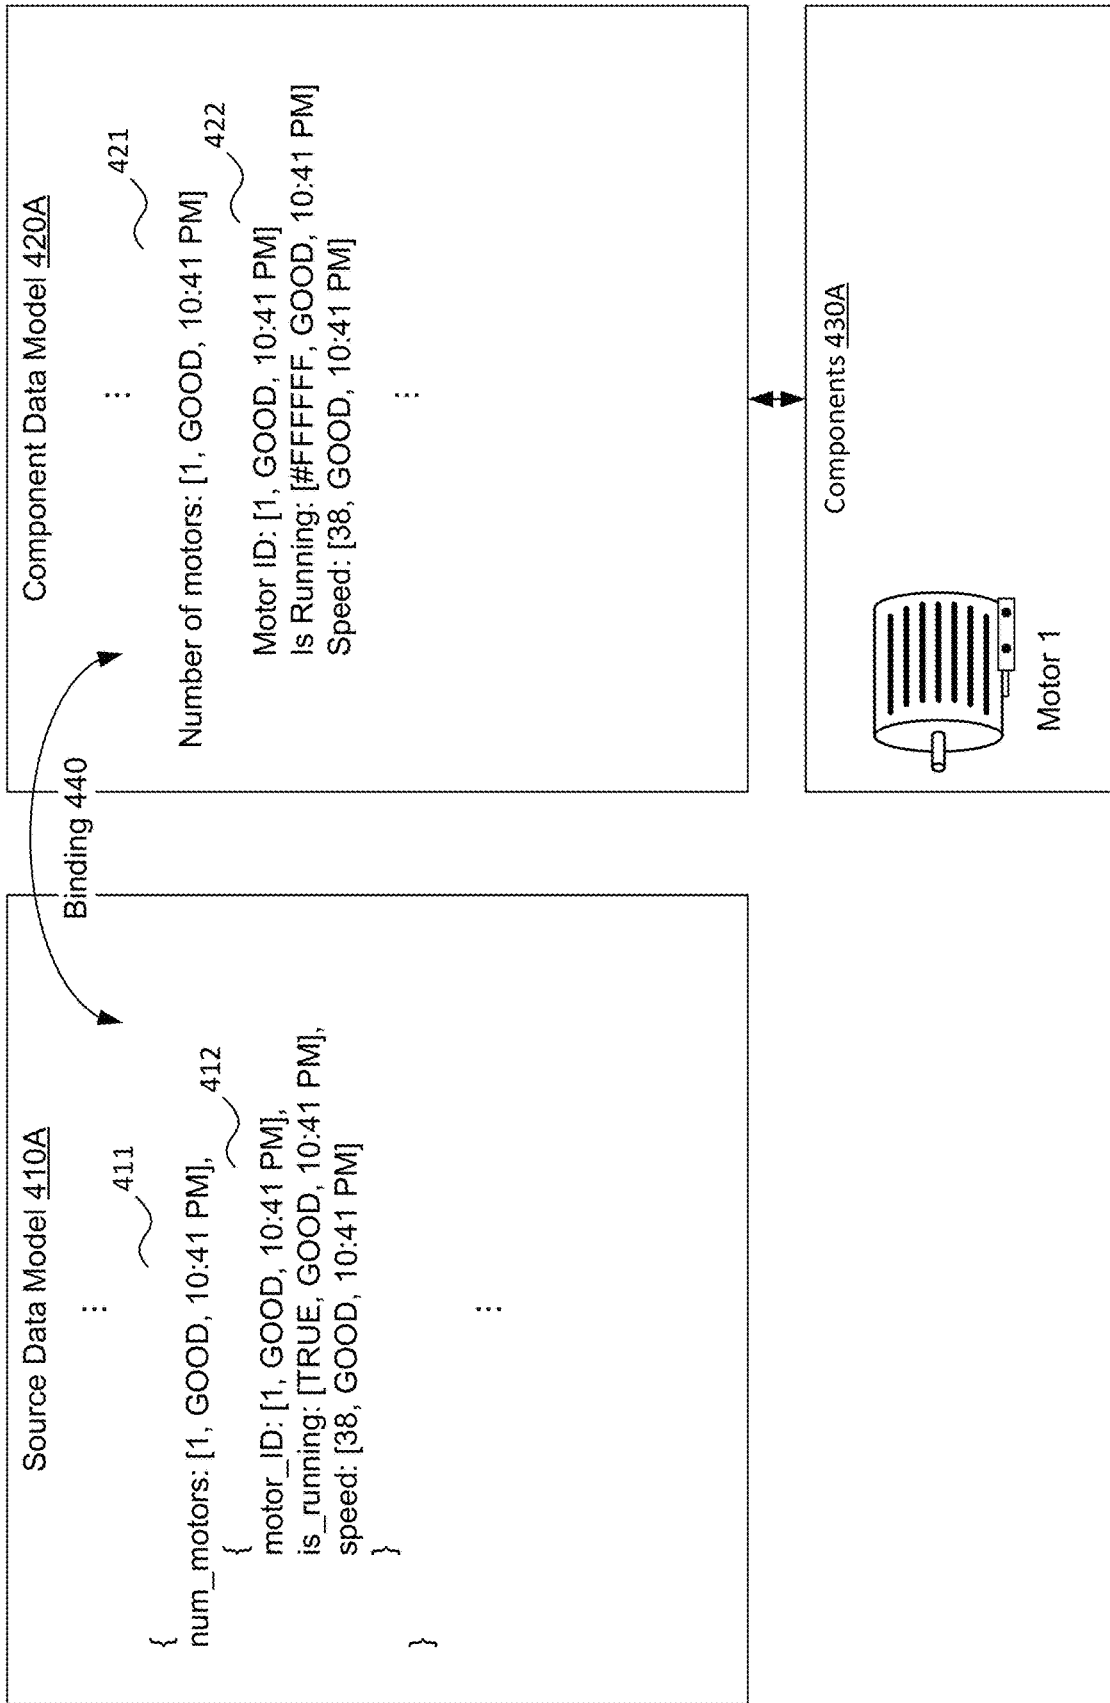 Source Data Model 410A
...
411
{
num_motors: [1, GOOD, 10:41 PM],
412
{
motor_ID: [1, GOOD, 10:41 PM],
is_running: [TRUE, GOOD, 10:41 PM],
speed: [38, GOOD, 10:41 PM]
}
}
...
Binding 440
Component Data Model 420A
...
421
Number of motors: [1, GOOD, 10:41 PM]
422
Motor ID: [1, GOOD, 10:41 PM]
Is Running: [#FFFFFF, GOOD, 10:41 PM]
Speed: [38, GOOD, 10:41 PM]
...
Components 430A
Motor 1